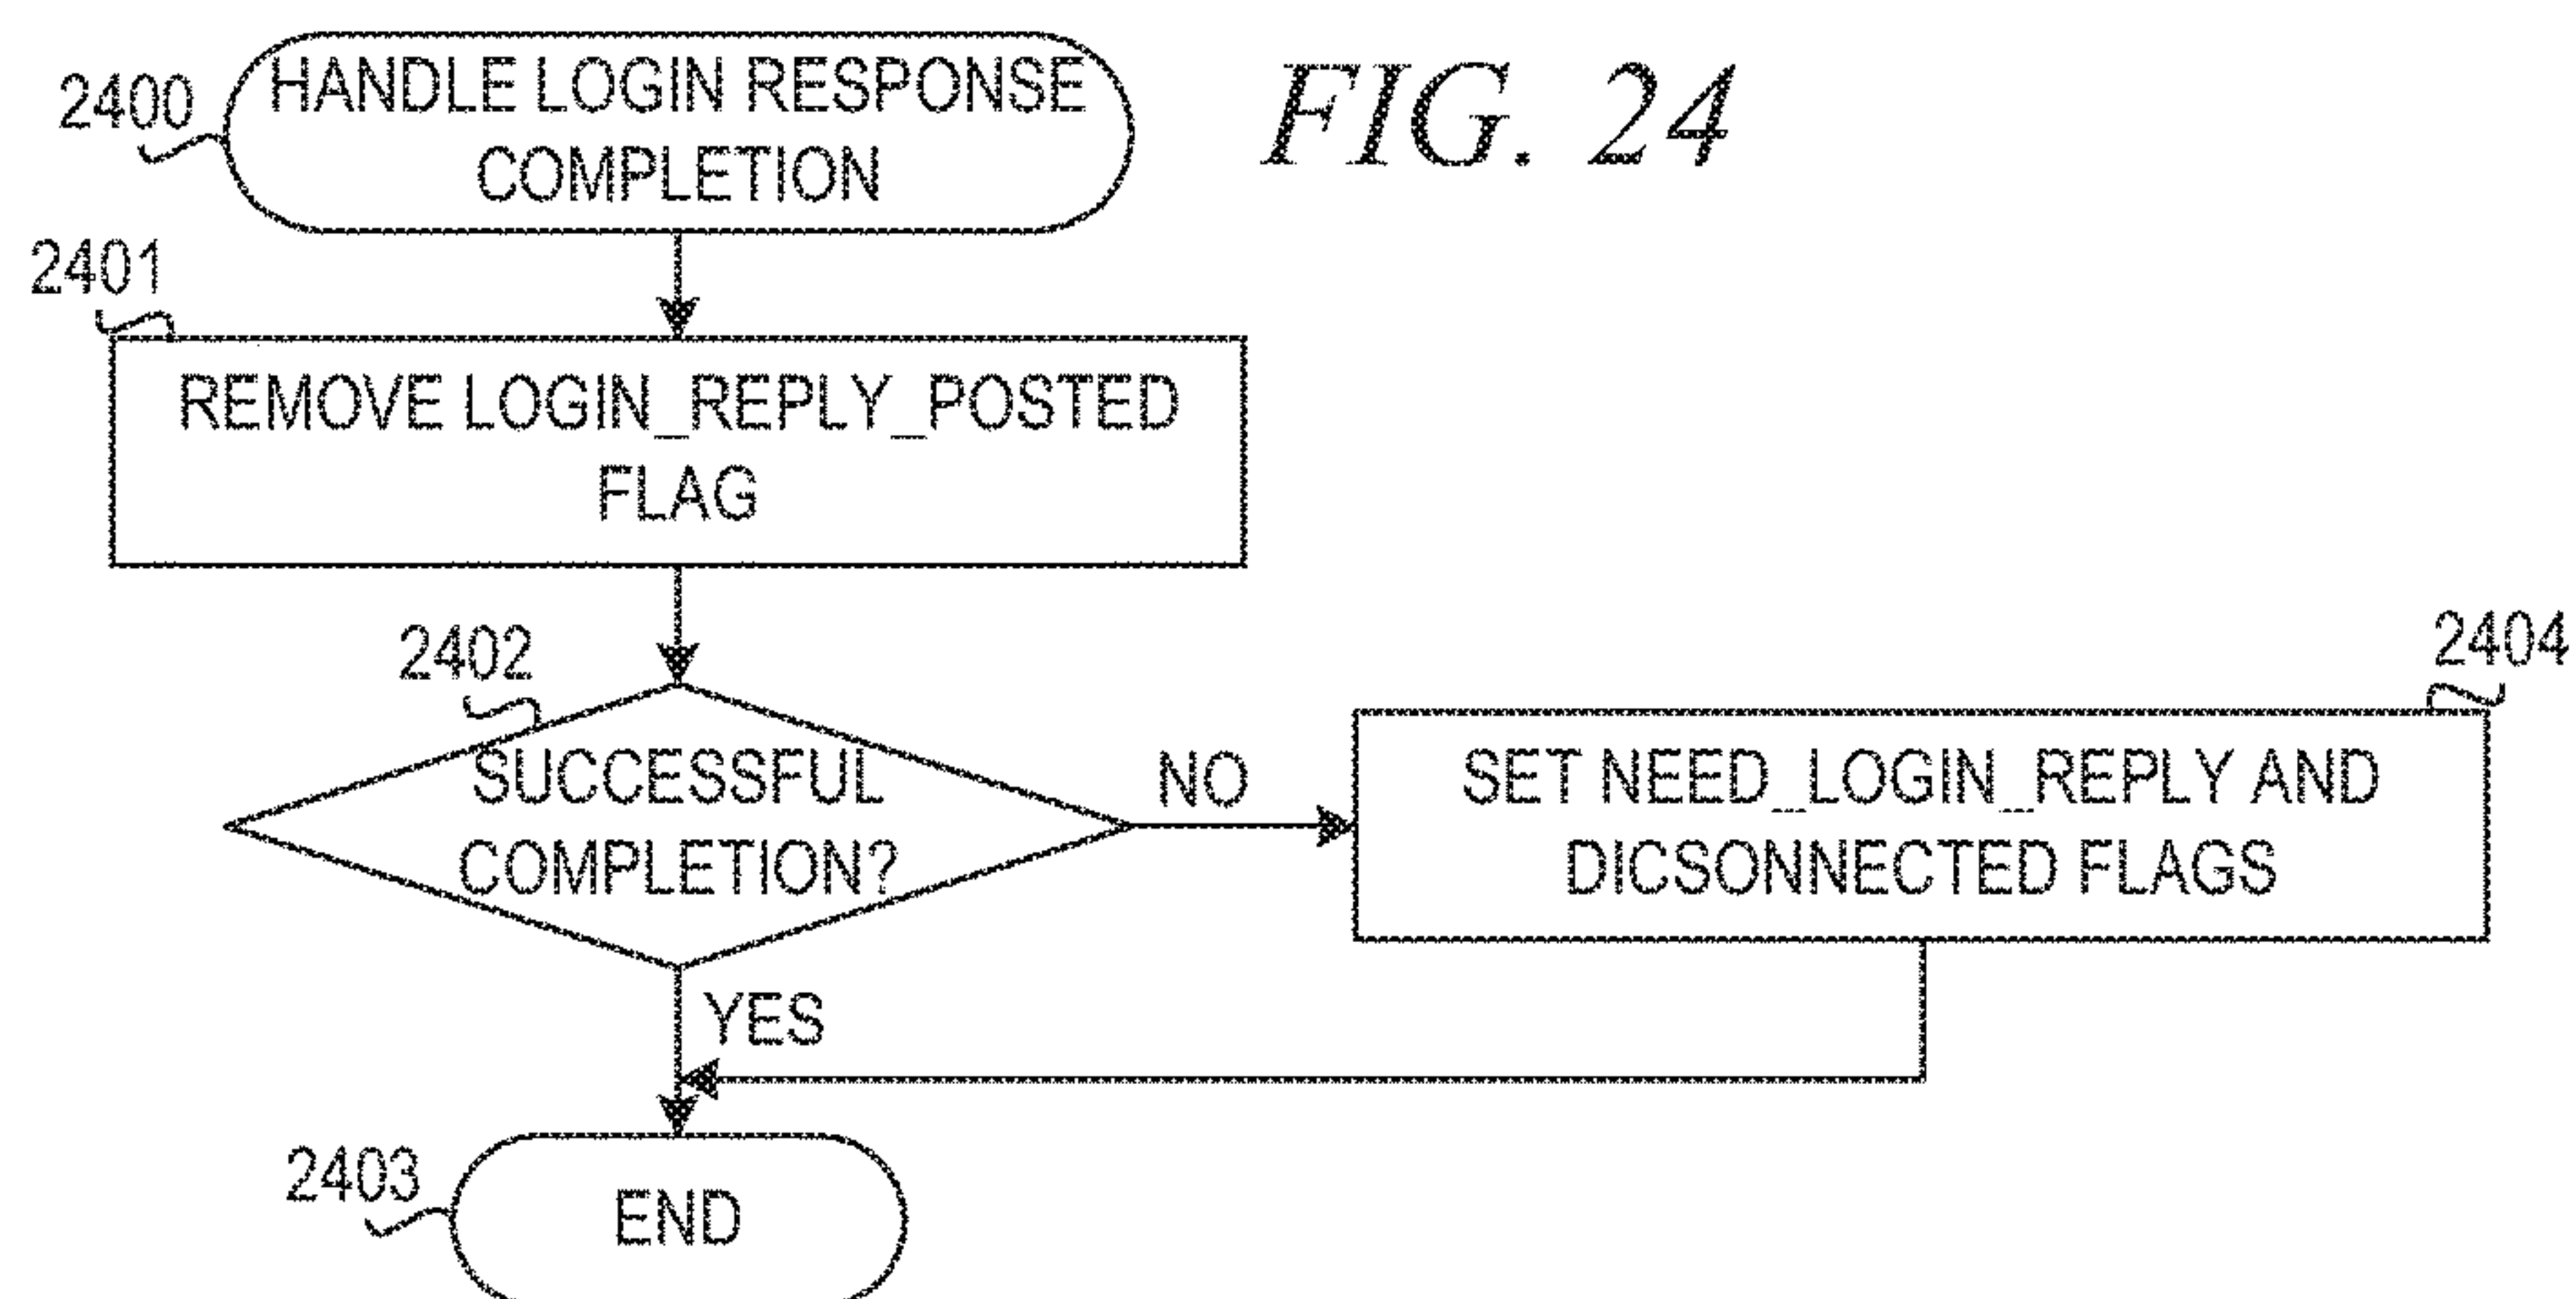 FIG. 24
2400
HANDLE LOGIN RESPONSE
COMPLETION
2401
REMOVE LOGIN_REPLY_POSTED
FLAG
2402
SUCCESSFUL
COMPLETION?
NO
2404
SET NEED_LOGIN_REPLY AND
DICSONNECTED FLAGS
YES
2403
END